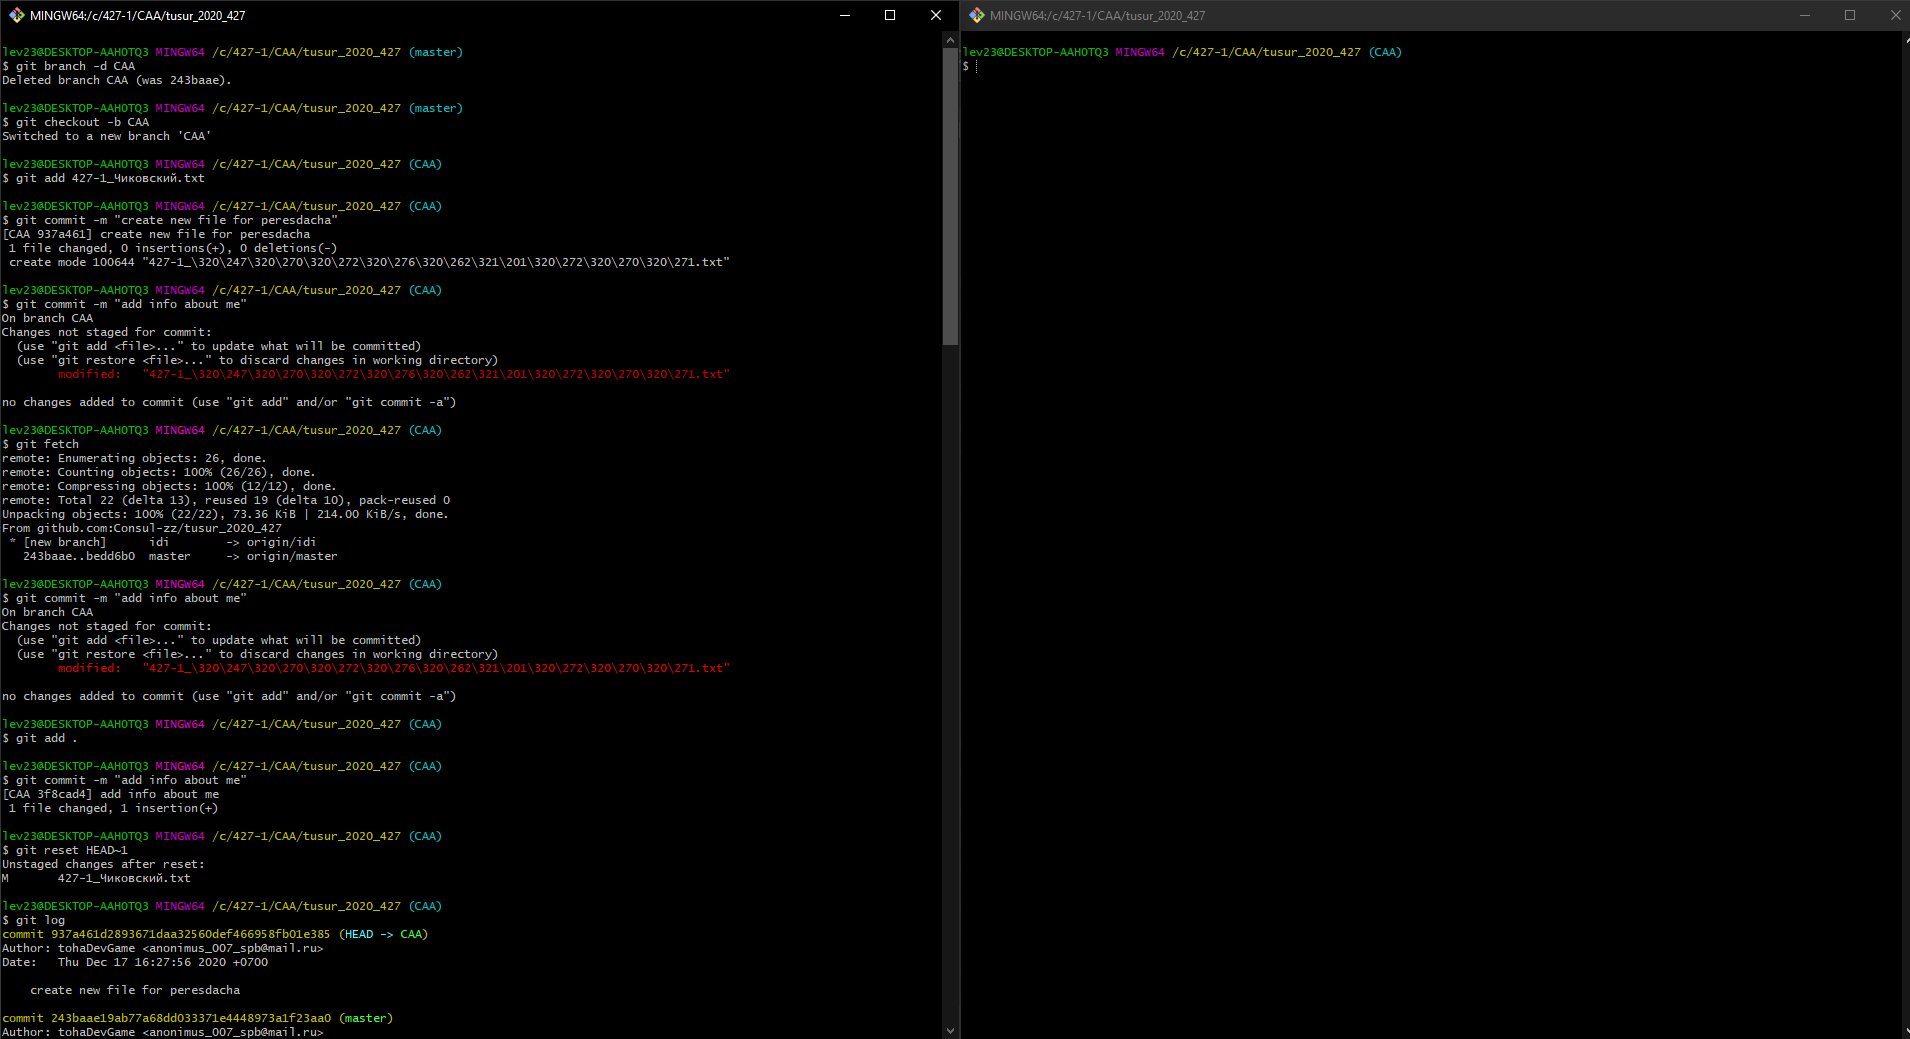 MINGW64:/c/427-1/CAA/tusur_2020_427
lev23@DESKTOP-AAH0TQ3 MINGW64 /c/427-1/CAA/tusur_2020_427 (master)
$ git branch -d CAA
Deleted branch CAA (was 243baae).
lev23@DESKTOP-AAH0TQ3 MINGW64 /c/427-1/CAA/tusur_2020_427 (master)
$ git checkout -b CAA
Switched to a new branch 'CAA'
lev23@DESKTOP-AAH0TQ3 MINGW64 /c/427-1/CAA/tusur_2020_427 (CAA)
$ git add 427-1_Чиковский.txt
lev23@DESKTOP-AAH0TQ3 MINGW64 /c/427-1/CAA/tusur_2020_427 (CAA)
$ git commit -m "create new file for peresdacha"
[CAA 937a461] create new file for peresdacha
 1 file changed, 0 insertions(+), 0 deletions(-)
 create mode 100644 "427-1_\320\247\320\270\320\272\320\276\320\262\321\201\320\272\320\270\320\271.txt"
lev23@DESKTOP-AAH0TQ3 MINGW64 /c/427-1/CAA/tusur_2020_427 (CAA)
$ git commit -m "add info about me"
On branch CAA
Changes not staged for commit:
  (use "git add <file>..." to update what will be committed)
  (use "git restore <file>..." to discard changes in working directory)
        modified:   "427-1_\320\247\320\270\320\272\320\276\320\262\321\201\320\272\320\270\320\271.txt"
no changes added to commit (use "git add" and/or "git commit -a")
lev23@DESKTOP-AAH0TQ3 MINGW64 /c/427-1/CAA/tusur_2020_427 (CAA)
$ git fetch
remote: Enumerating objects: 26, done.
remote: Counting objects: 100% (26/26), done.
remote: Compressing objects: 100% (12/12), done.
remote: Total 22 (delta 13), reused 19 (delta 10), pack-reused 0
Unpacking objects: 100% (22/22), 73.36 KiB | 214.00 KiB/s, done.
From github.com:Consul-zz/tusur_2020_427
 * [new branch]      idi        -> origin/idi
   243baae..bedd6b0  master     -> origin/master
lev23@DESKTOP-AAH0TQ3 MINGW64 /c/427-1/CAA/tusur_2020_427 (CAA)
$ git commit -m "add info about me"
On branch CAA
Changes not staged for commit:
  (use "git add <file>..." to update what will be committed)
  (use "git restore <file>..." to discard changes in working directory)
        modified:   "427-1_\320\247\320\270\320\272\320\276\320\262\321\201\320\272\320\270\320\271.txt"
no changes added to commit (use "git add" and/or "git commit -a")
lev23@DESKTOP-AAH0TQ3 MINGW64 /c/427-1/CAA/tusur_2020_427 (CAA)
$ git add .
lev23@DESKTOP-AAH0TQ3 MINGW64 /c/427-1/CAA/tusur_2020_427 (CAA)
$ git commit -m "add info about me"
[CAA 3f8cad4] add info about me
 1 file changed, 1 insertion(+)
lev23@DESKTOP-AAH0TQ3 MINGW64 /c/427-1/CAA/tusur_2020_427 (CAA)
$ git reset HEAD~1
Unstaged changes after reset:
M       427-1_Чиковский.txt
lev23@DESKTOP-AAH0TQ3 MINGW64 /c/427-1/CAA/tusur_2020_427 (CAA)
$ git log
commit 937a461d2893671daa32560def466958fb01e385 (HEAD -> CAA)
Author: tohaDevGame <anonimus_007_spb@mail.ru>
Date:   Thu Dec 17 16:27:56 2020 +0700
    create new file for peresdacha
commit 243baae19ab77a68dd033371e4448973a1f23aa0 (master)
Author: tohaDevGame <anonimus_007_spb@mail.ru>
MINGW64:/c/427-1/CAA/tusur_2020_427
lev23@DESKTOP-AAH0TQ3 MINGW64 /c/427-1/CAA/tusur_2020_427 (CAA)
$